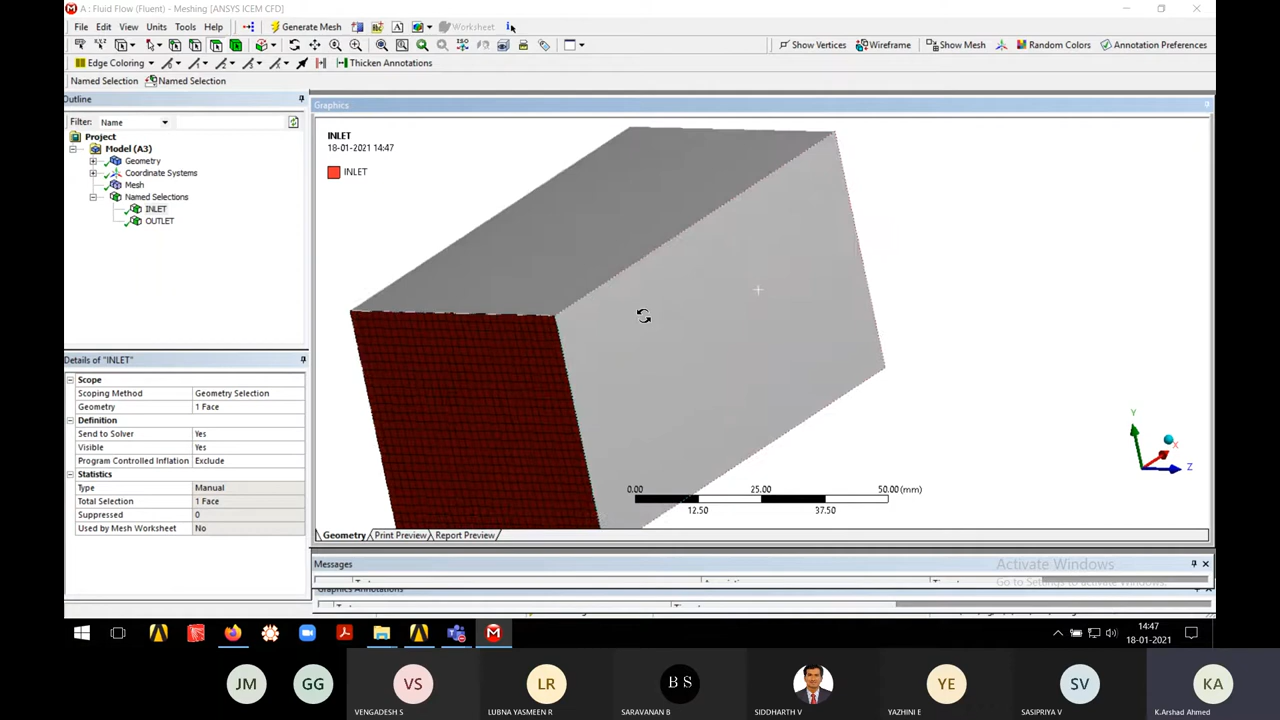 A : Fluid Flow (Fluent) - Meshing [ANSYS ICEM CFD]
File Edit View Units Tools Help Generate Mesh Worksheet
Show Vertices Wireframe Show Mesh Random Colors Annotation Preferences
Edge Coloring Thicken Annotations
Named Selection Named Selection
Outline
Filter: Name
Project
Model (A3)
Geometry
Coordinate Systems
Mesh
Named Selections
INLET
OUTLET
Details of "INLET"
Scope
Scoping Method Geometry Selection
Geometry 1 Face
Definition
Send to Solver Yes
Visible Yes
Program Controlled Inflation Exclude
Statistics
Type Manual
Total Selection 1 Face
Suppressed 0
Used by Mesh Worksheet No
Graphics
INLET
18-01-2021 14:47
INLET
Y
X
Z
0.00 25.00 50.00 (mm)
12.50 37.50
Geometry Print Preview Report Preview
Messages
Activate Windows
Go to Settings to activate Windows.
Graphics Annotations
14:47
18-01-2021
JM
GG
VS
VENGADESH S
LR
LUBNA YASMEEN R
B S
SARAVANAN B
SIDDHARTH V
YE
YAZHINI E
SV
SASIPRIYA V
KA
K.Arshad Ahmed